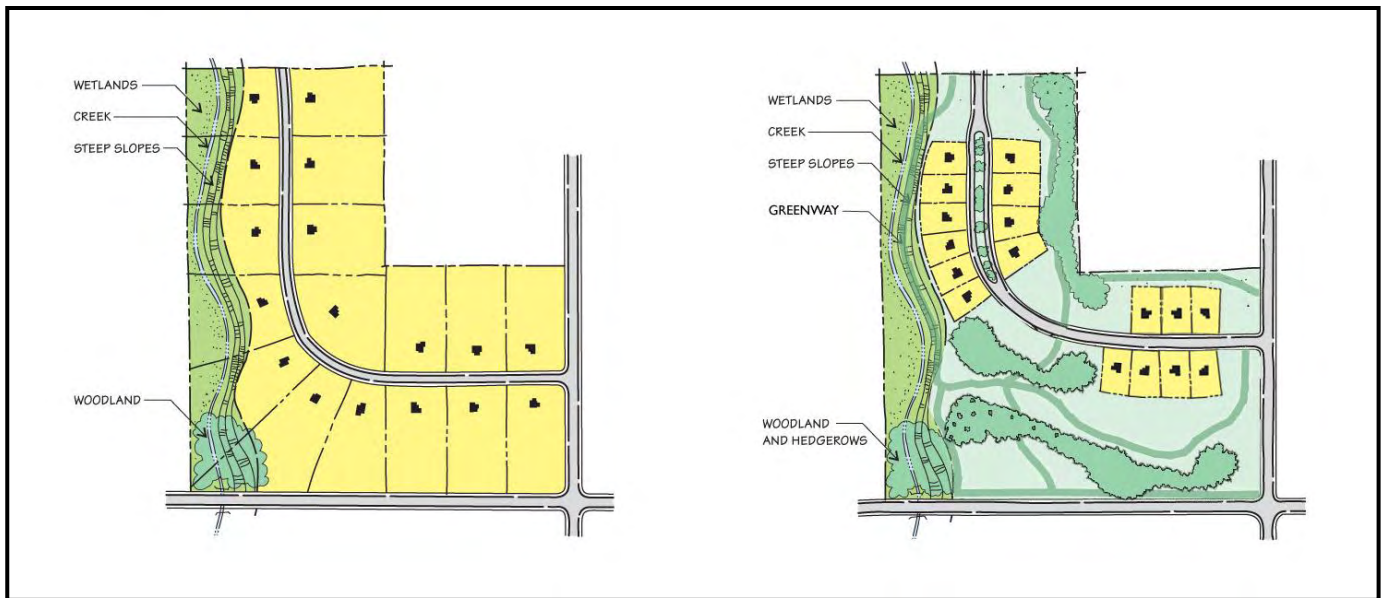 WETLANDS
CREEK
STEEP SLOPES
WOODLAND
WETLANDS
CREEK
STEEP SLOPES
GREENWAY
WOODLAND
AND HEDGEROWS